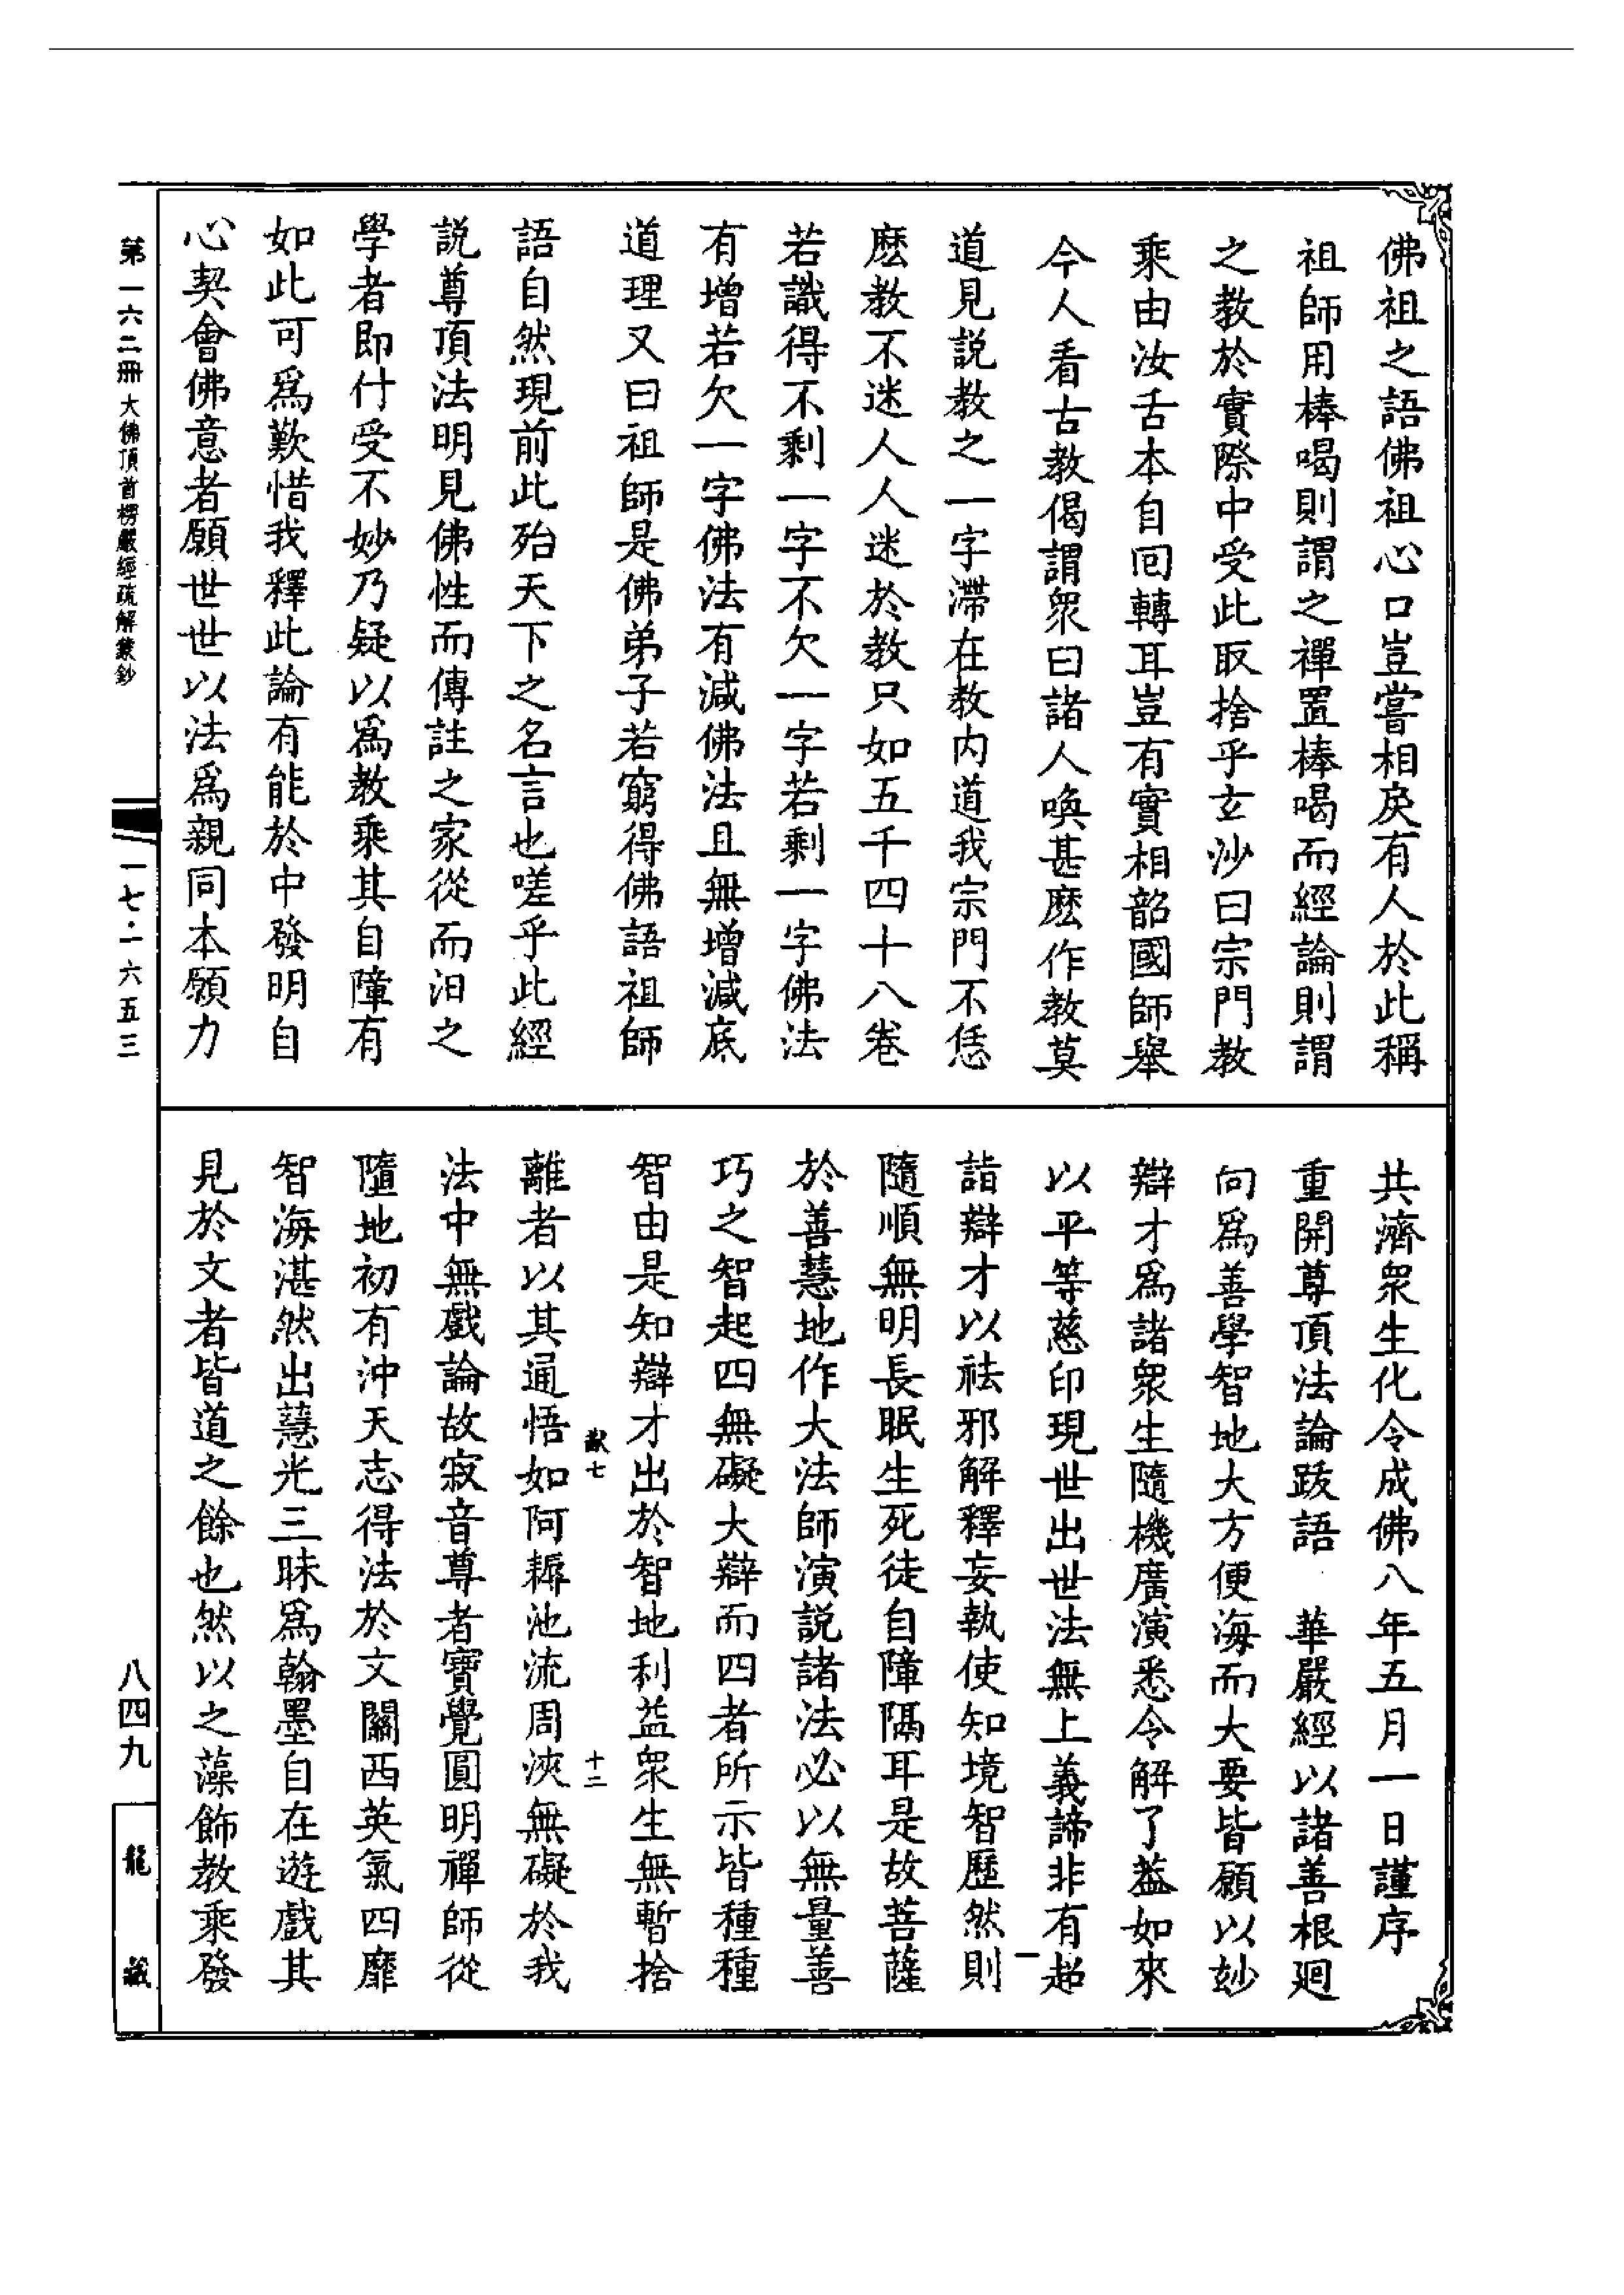 佛祖之語佛祖心口豈嘗相戾有人於此稱
祖師用棒喝則謂之禪置棒喝而經論則謂
之教於實際中受此取捨乎玄沙曰宗門教
乘由汝舌本自回轉耳豈有實相韶國師舉
今人看古教偈謂眾曰諸人喚甚麽作教莫
道見説教之一字滯在教内道我宗門不恁
麽教不迷人人迷於教只如五千四十八卷
若識得不剩一字不欠一字若剩一字佛法
有增若欠一字佛法有減佛法且無增減底
道理又曰祖師是佛弟子若窮得佛語祖師
語自然現前此殆天下之名言也嗟乎此經
説尊頂法明見佛性而傳註之家從而汩之
學者即什受不妙乃疑以爲教乘其自障有
如此可爲歎惜我釋此論有能於中發明自
心契會佛意者願世世以法爲親同本願力
共濟眾生化令成佛八年五月一日謹序
重開尊頂法論跋語　華嚴經以諸善根廻
向爲善學智地大方便海而大要皆願以玅
辯才爲諸衆生隨機廣演悉令解了葢如來
以平等慈印現世出世法無上義諦非有超
詣辯才以祛邪解釋妄執使知境智歷然則
隨順無明長眠生死徒自障隔耳是故菩薩
於善慧地作大法師演説諸法必以無量善
巧之智起四無礙大辯而四者所示皆種種
智由是知辯才出於智地利益眾生無暫捨
離者以其通悟如阿耨池流周浹無礙於我
法中無戲論故寂音尊者寶覺圓明禪師從
墮地初有沖天志得法於文關西英氣四靡
智海湛然出慧光三昧爲翰墨自在遊戲其
見於文者皆道之餘也然以之藻飾教乘發
十二
第一六二冊 大佛頂首楞嚴經疏解蒙鈔
一七·一六五三
八四九
龍藏